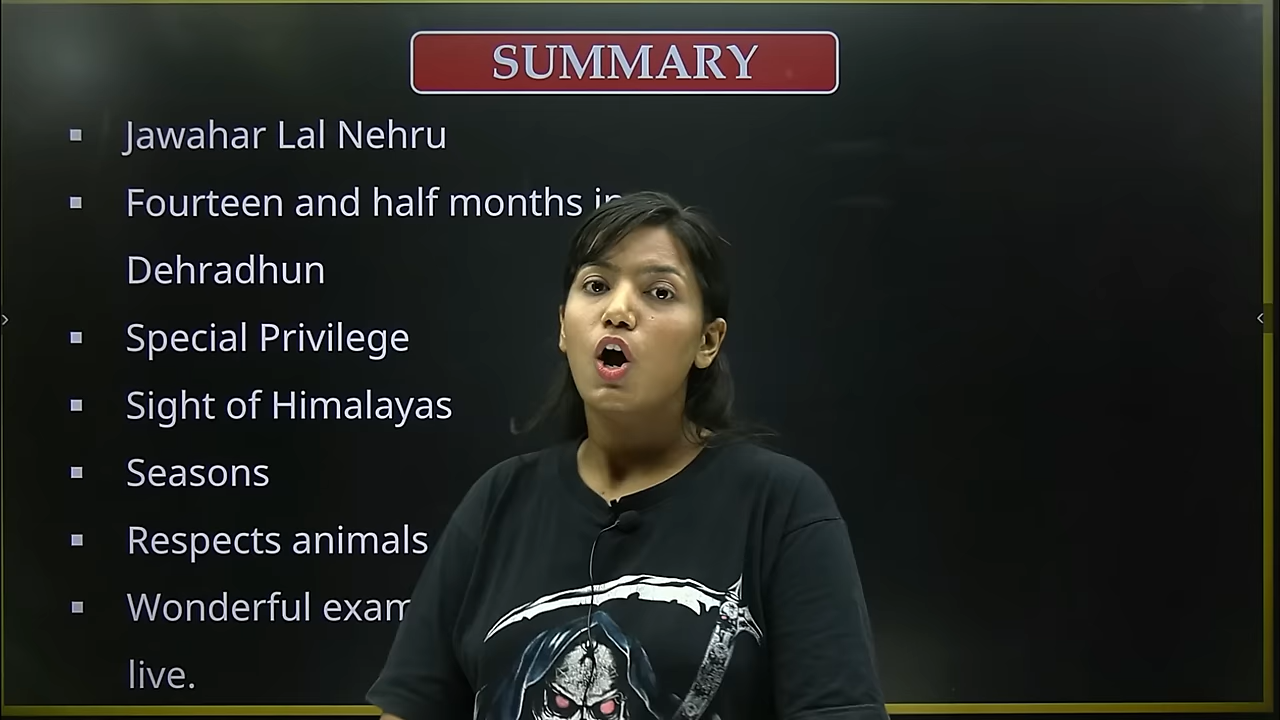 SUMMARY
Jawahar Lal Nehru
Fourteen and half months in
Dehradhun
Special Privilege
Sight of Himalayas
Seasons
Respects animals
Wonderful
live.